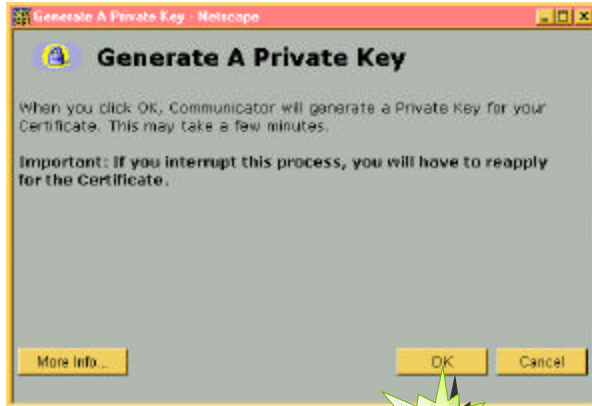 Generate A Private Key - Netscape
Generate A Private Key
When you click OK, Communicator will generate a Private Key for your
Certificate. This may take a few minutes.
Important: If you interrupt this process, you will have to reapply
for the Certificate.
More Info...
OK
Cancel